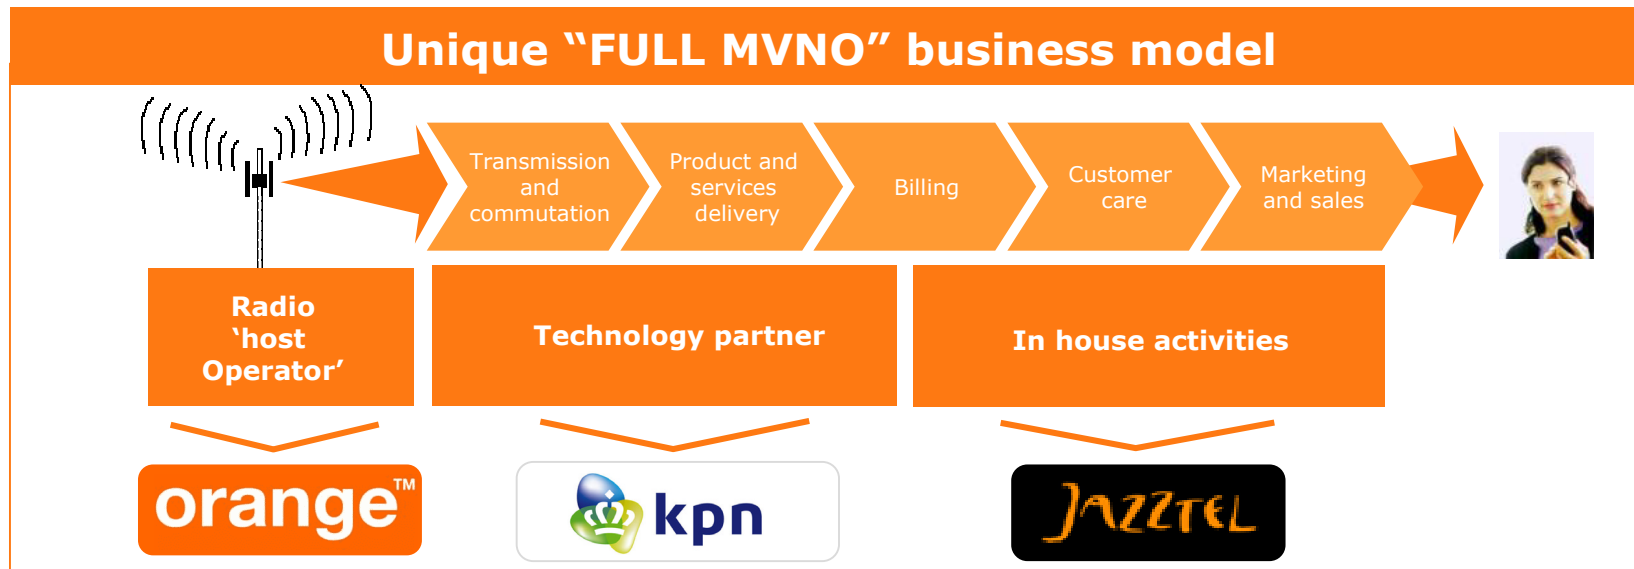 Unique “FULL MVNO” business model
Transmission
and
commutation
Product and
services
delivery
Billing
Customer
care
Marketing
and sales
Radio
‘host
Operator’
Technology partner
In house activities
orange™
kpn
JAZZTEL